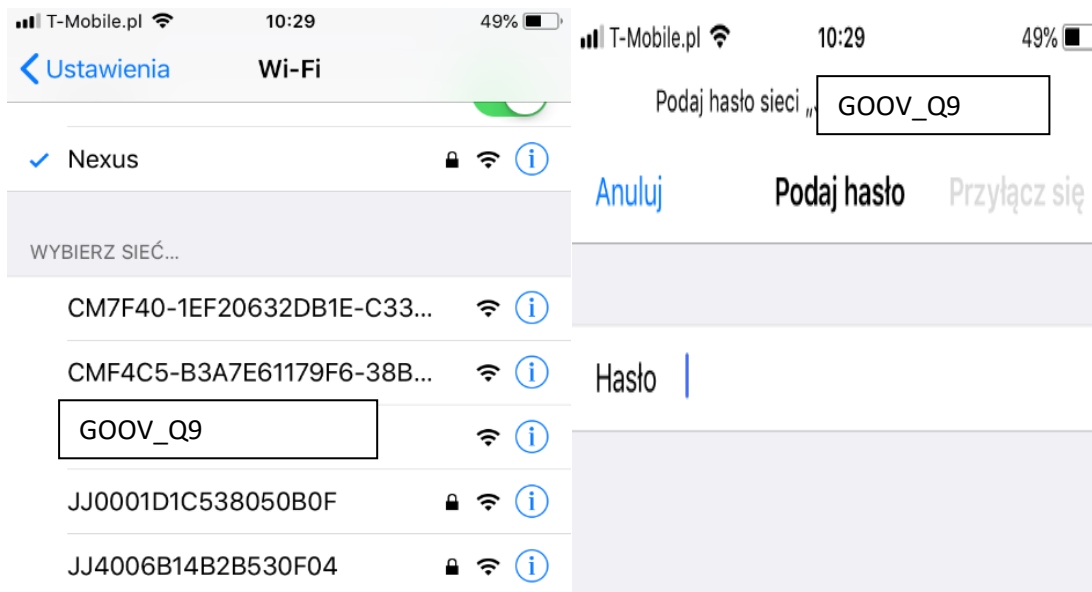 T-Mobile.pl 10:29 49%
Ustawienia Wi-Fi
Nexus
WYBIERZ SIEĆ...
CM7F40-1EF20632DB1E-C33...
CMF4C5-B3A7E61179F6-38B...
GOOV_Q9
JJ0001D1C538050B0F
JJ4006B14B2B530F04
T-Mobile.pl 10:29 49%
Podaj hasło sieci „ GOOV_Q9
Anuluj Podaj hasło Przyłącz się
Hasło